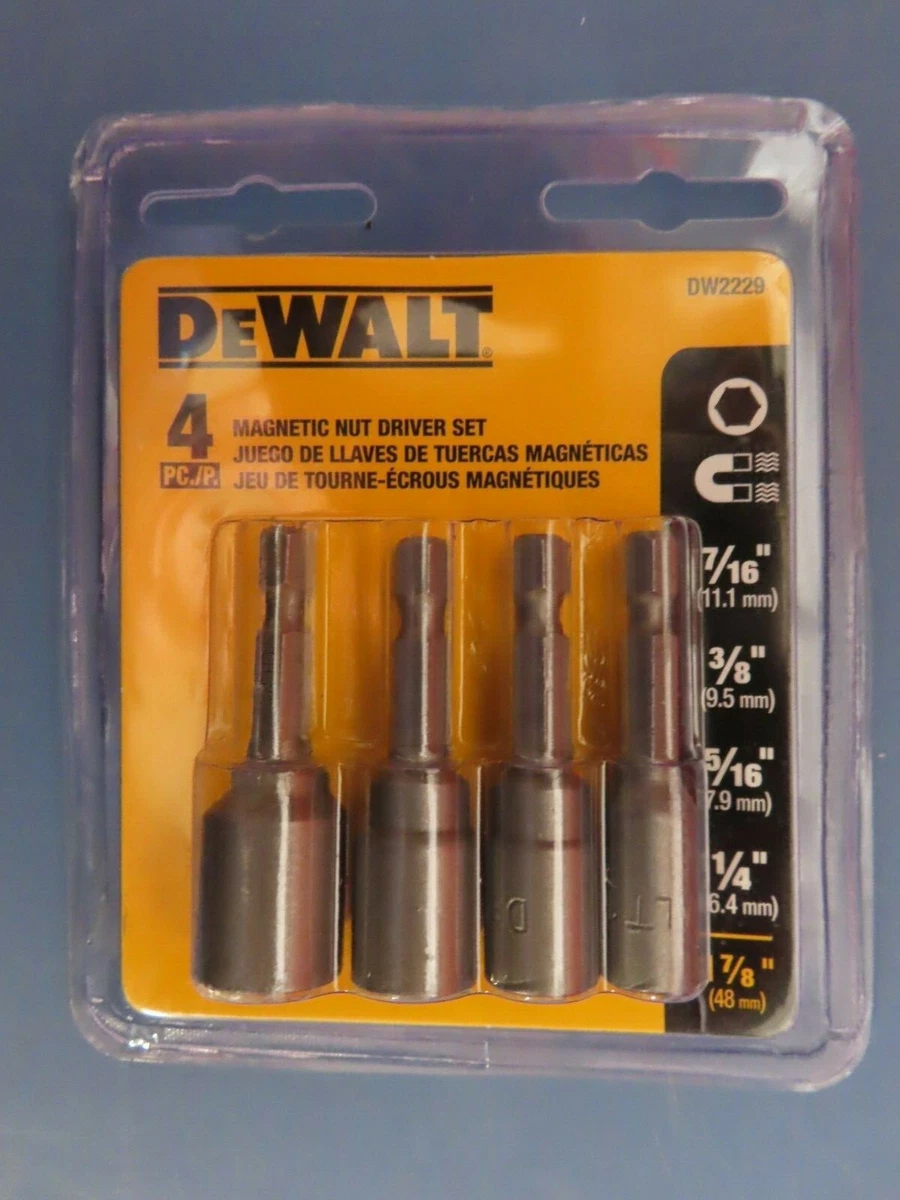 DEWALT®
DW2229
4
PC./P.
MAGNETIC NUT DRIVER SET
JUEGO DE LLAVES DE TUERCAS MAGNÉTICAS
JEU DE TOURNE-ÉCROUS MAGNÉTIQUES
7/16"
(11.1 mm)
3/8"
(9.5 mm)
5/16"
7.9 mm)
1/4"
6.4 mm)
1 7/8"
(48 mm)
D
LT